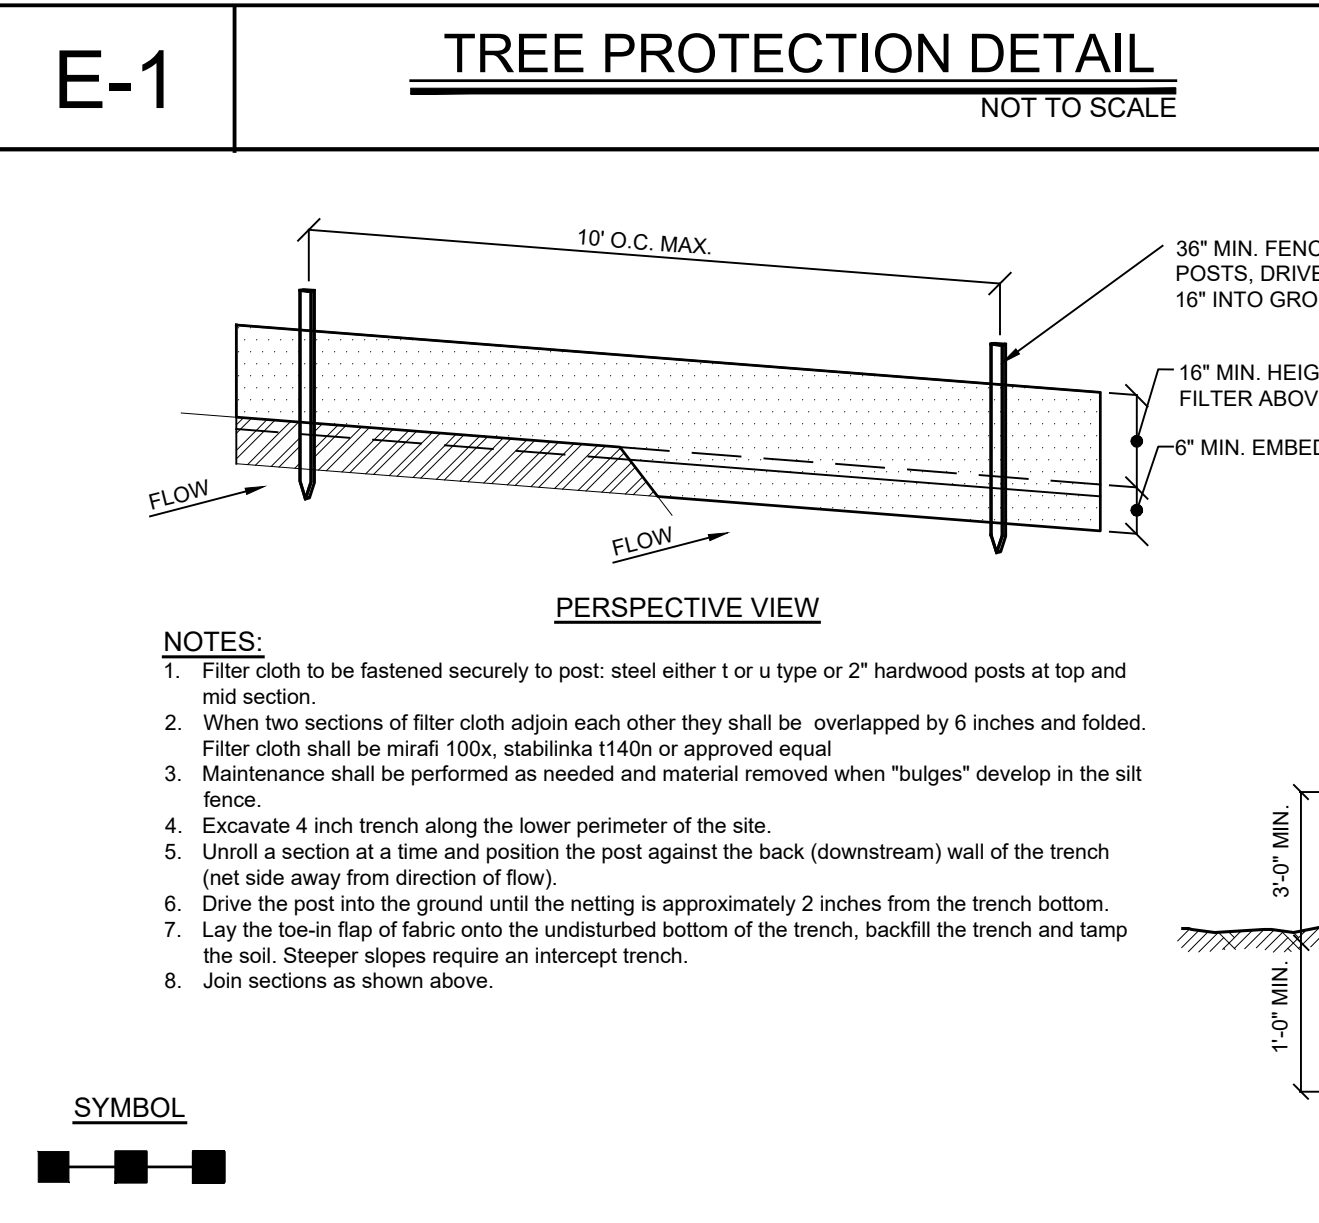 E-1
TREE PROTECTION DETAIL
NOT TO SCALE
10' O.C. MAX.
36" MIN.
POSTS,
16" INTO
16" MIN.
FILTER
6" MIN.
FLOW
FLOW
PERSPECTIVE VIEW
NOTES:
1. Filter cloth to be fastened securely to post: steel either t or u type or 2" hardwood posts at top and
mid section.
2. When two sections of filter cloth adjoin each other they shall be overlapped by 6 inches and folded.
Filter cloth shall be mirafi 100x, stabilinka t140n or approved equal
3. Maintenance shall be performed as needed and material removed when "bulges" develop in the silt
fence.
4. Excavate 4 inch trench along the lower perimeter of the site.
5. Unroll a section at a time and position the post against the back (downstream) wall of the trench
(net side away from direction of flow).
6. Drive the post into the ground until the netting is approximately 2 inches from the trench bottom.
7. Lay the toe-in flap of fabric onto the undisturbed bottom of the trench, backfill the trench and tamp
the soil. Steeper slopes require an intercept trench.
8. Join sections as shown above.
3'-0" MIN.
1'-0" MIN.
SYMBOL